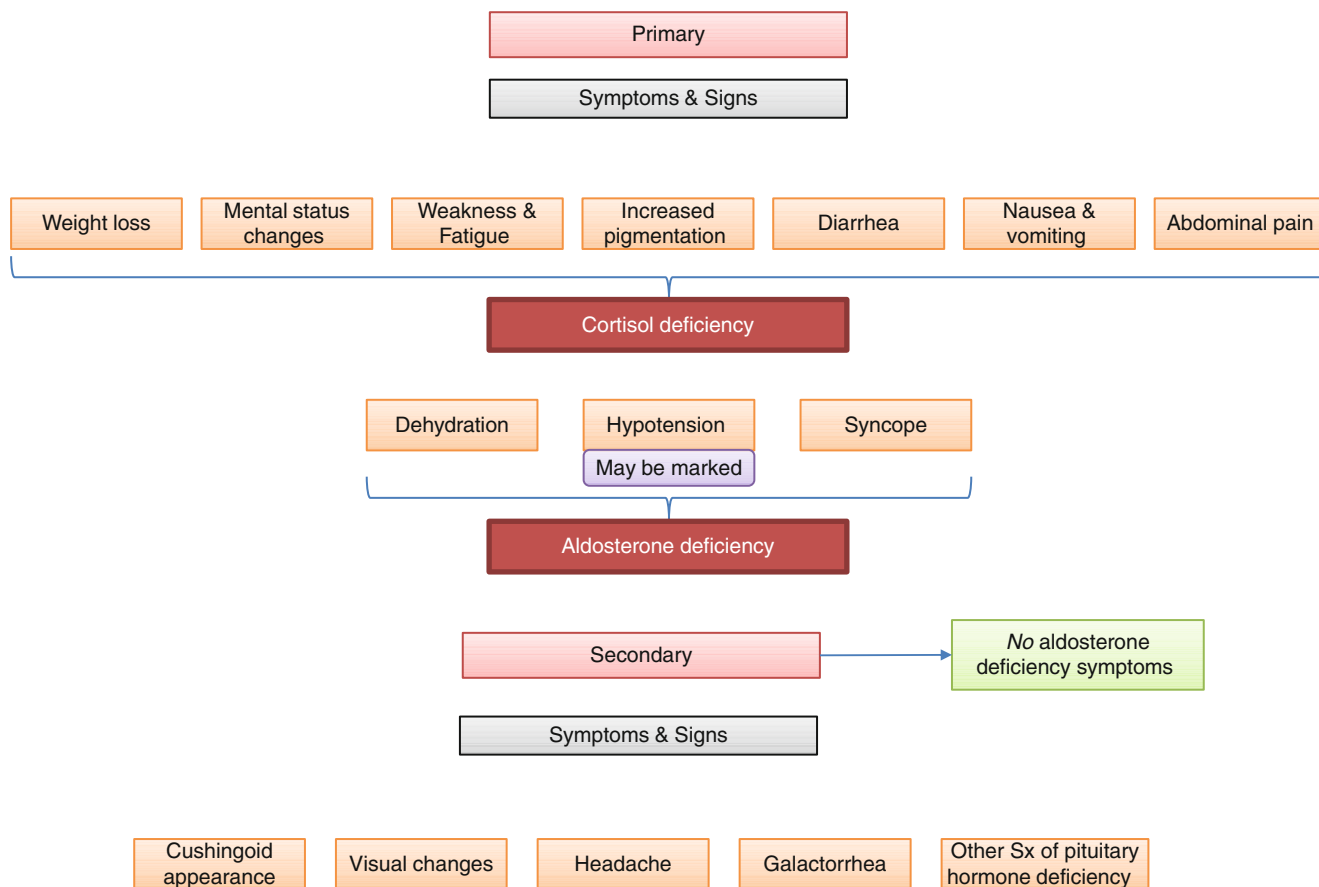 Primary
Symptoms & Signs
Weight loss
Mental status
changes
Weakness &
Fatigue
Increased
pigmentation
Diarrhea
Nausea &
vomiting
Abdominal pain
Cortisol deficiency
Dehydration
Hypotension
May be marked
Syncope
Aldosterone deficiency
Secondary
No aldosterone
deficiency symptoms
Symptoms & Signs
Cushingoid
appearance
Visual changes
Headache
Galactorrhea
Other Sx of pituitary
hormone deficiency